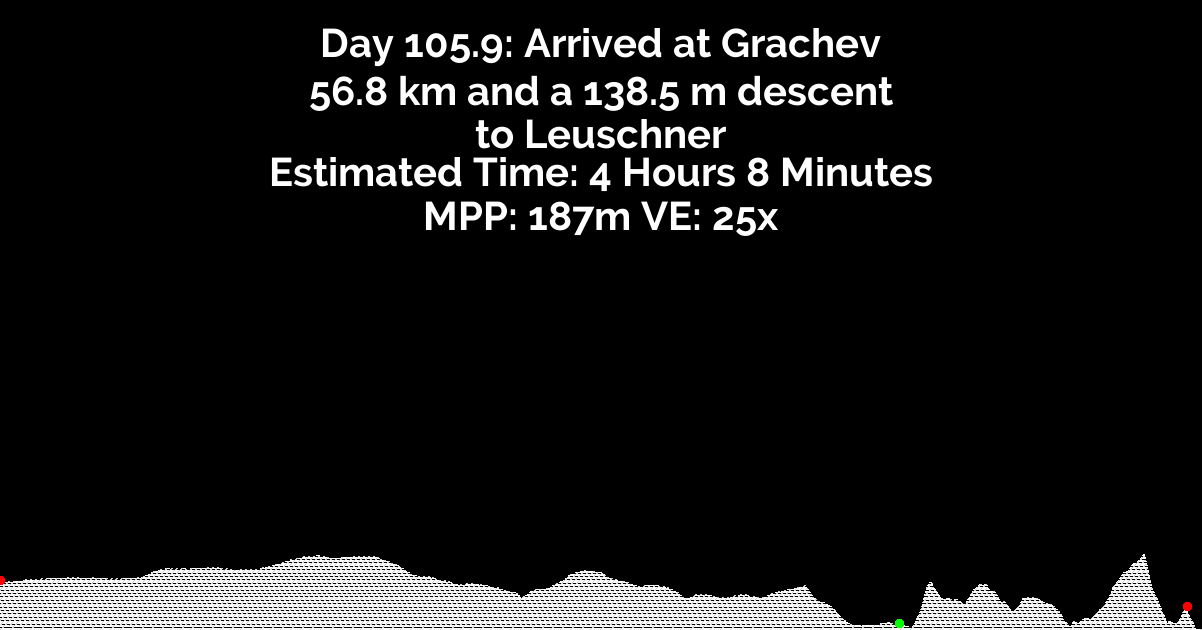 Day 105.9: Arrived at Grachev
56.8 km and a 138.5 m descent
to Leuschner
Estimated Time: 4 Hours 8 Minutes
MPP: 187m VE: 25x